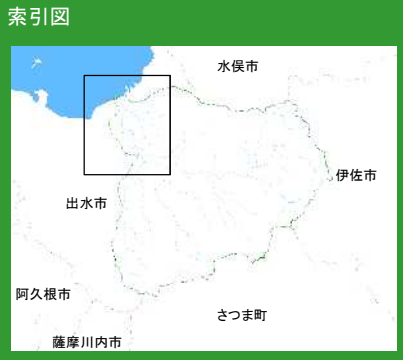 索引図
水俣市
伊佐市
出水市
阿久根市
さつま町
薩摩川内市